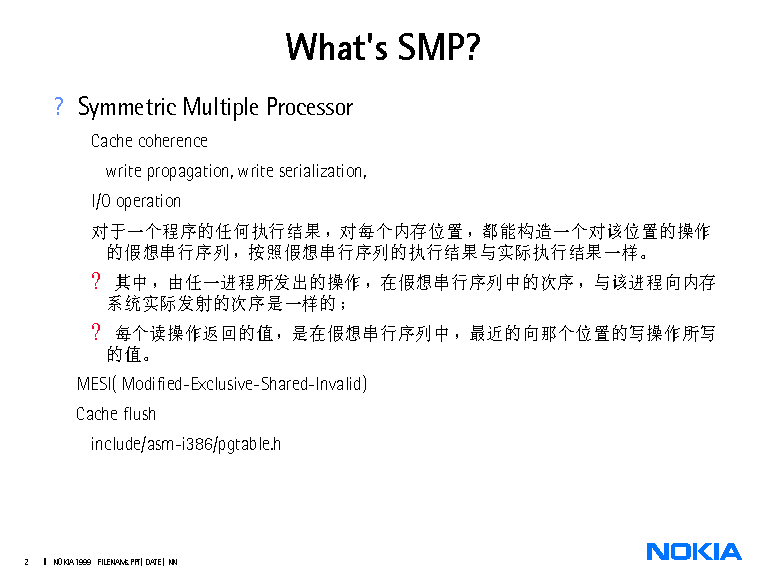 What's SMP?
? Symmetric Multiple Processor
Cache coherence
write propagation, write serialization,
I/O operation
对于一个程序的任何执行结果，对每个内存位置，都能构造一个对该位置的操作
的假想串行序列，按照假想串行序列的执行结果与实际执行结果一样。
? 其中，由任一进程所发出的操作，在假想串行序列中的次序，与该进程向内存
系统实际发射的次序是一样的；
? 每个读操作返回的值，是在假想串行序列中，最近的向那个位置的写操作所写
的值。
MESI( Modified-Exclusive-Shared-Invalid)
Cache flush
include/asm-i386/pgtable.h
2 NOKIA 1999 FILENAMs.PPT/ DATE / NN
NOKIA